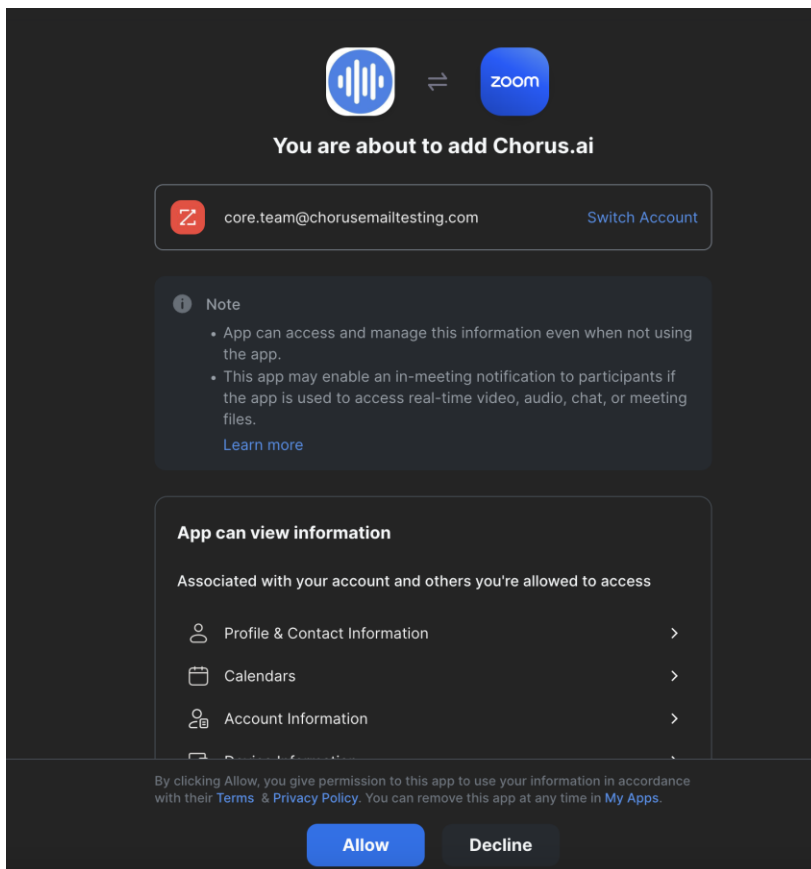 zoom
You are about to add Chorus.ai
core.team@chorusemailtesting.com Switch Account
Note
• App can access and manage this information even when not using
the app.
• This app may enable an in-meeting notification to participants if
the app is used to access real-time video, audio, chat, or meeting
files.
Learn more
App can view information
Associated with your account and others you're allowed to access
Profile & Contact Information
Calendars
Account Information
By clicking Allow, you give permission to this app to use your information in accordance
with their Terms & Privacy Policy. You can remove this app at any time in My Apps.
Allow Decline